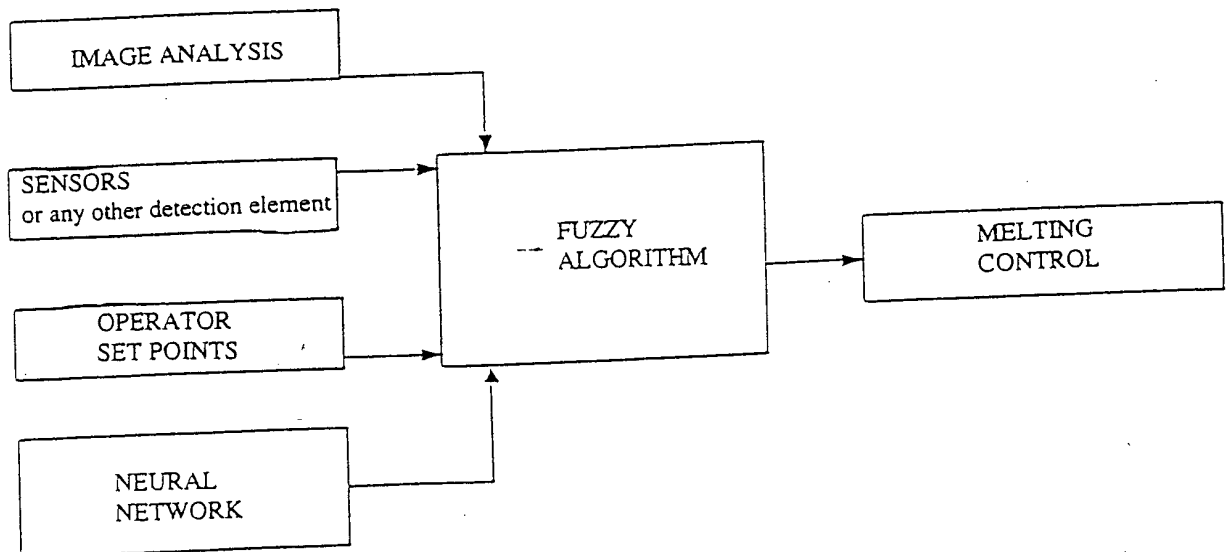 IMAGE ANALYSIS
SENSORS
or any other detection element
FUZZY
ALGORITHM
MELTING
CONTROL
OPERATOR
SET POINTS
NEURAL
NETWORK